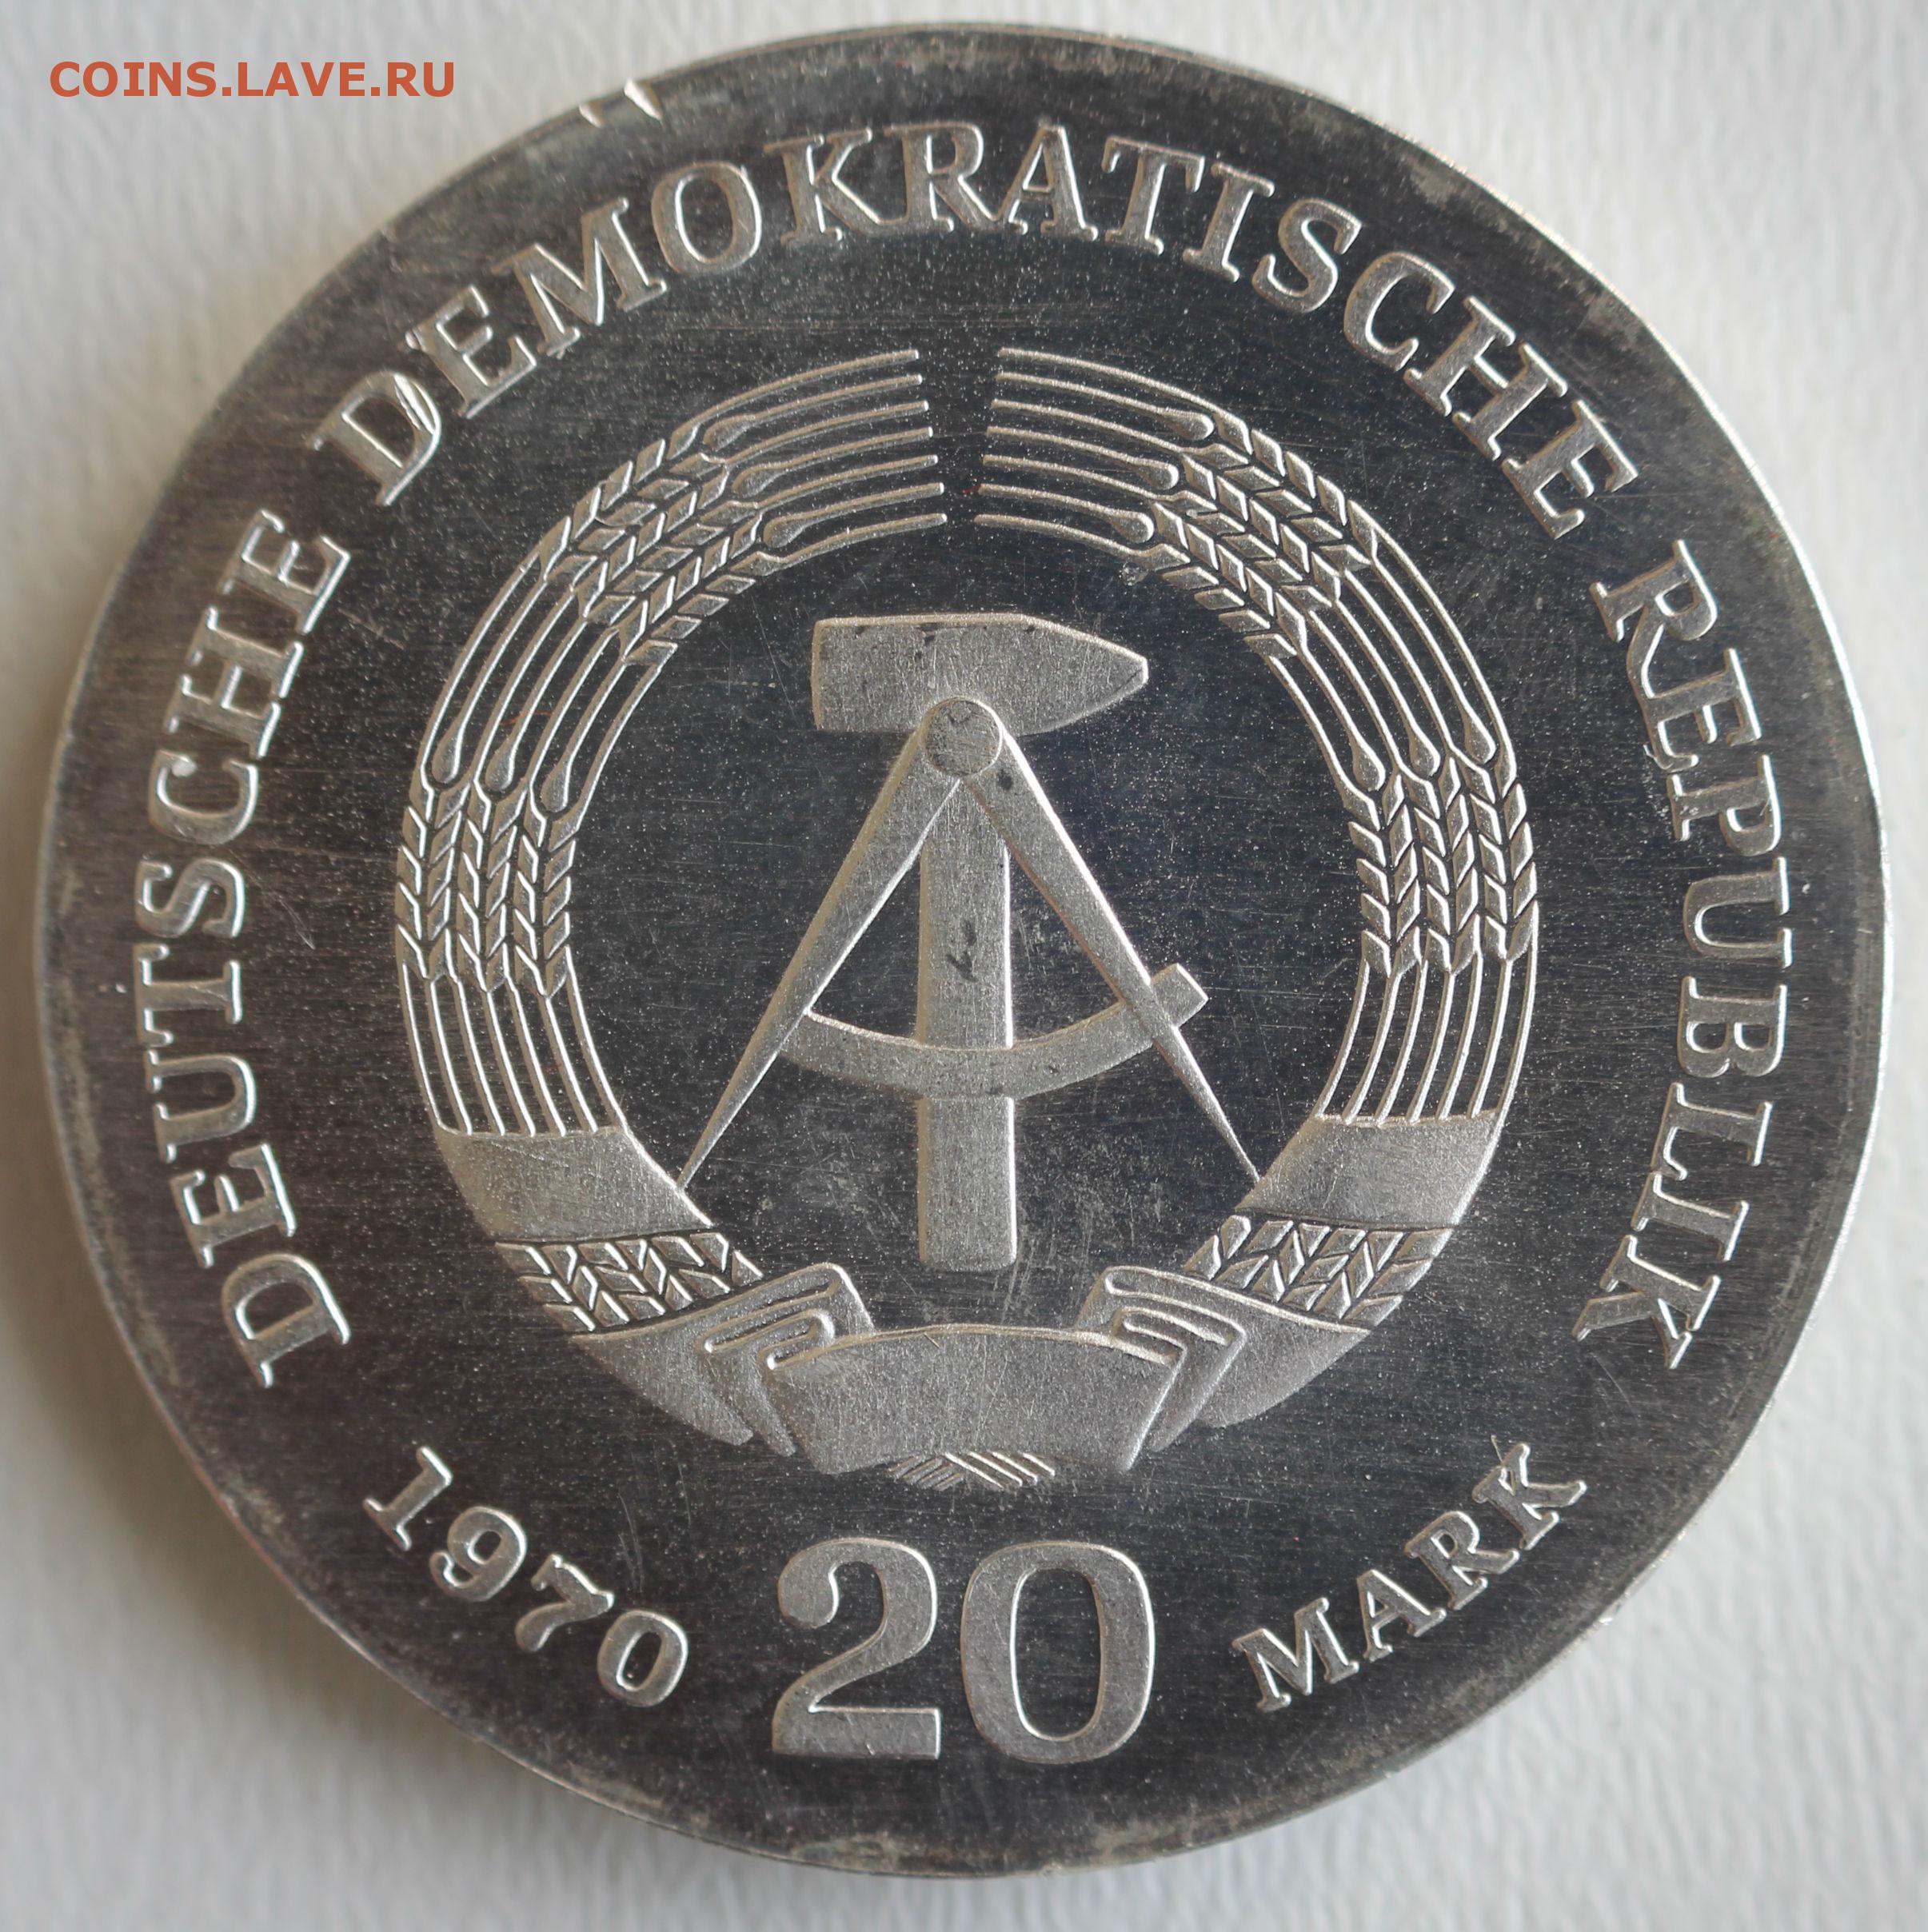 COINS.LAVE.RU
DEUTSCHE DEMOKRATISCHE REPUBLIK
1970 20 MARK